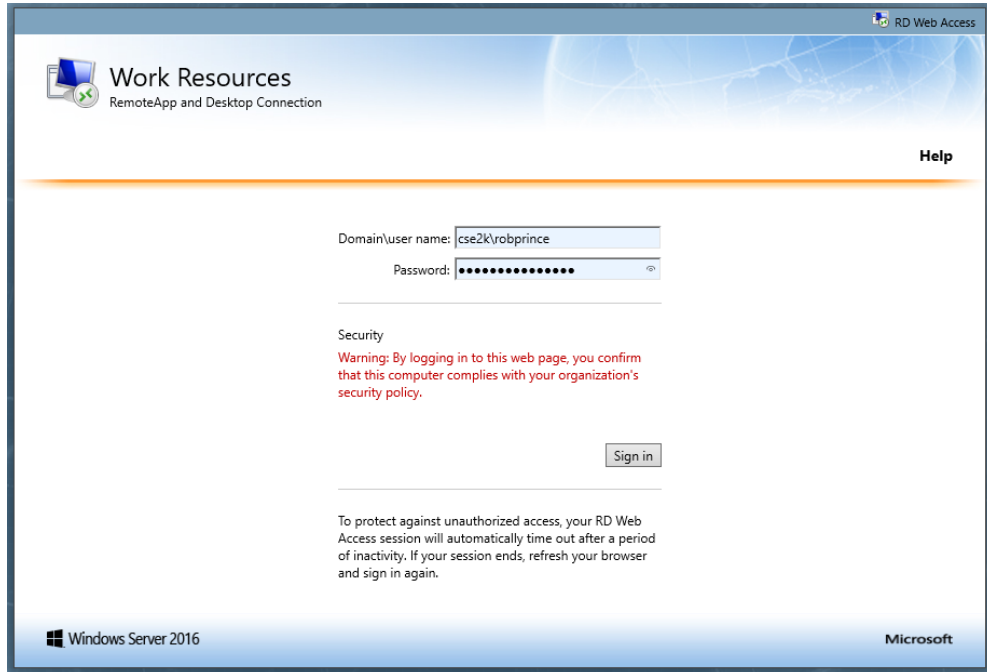 RD Web Access
Work Resources
RemoteApp and Desktop Connection
Help
Domain\user name: cse2k\robprince
Password: •••••••••••••••
Security
Warning: By logging in to this web page, you confirm
that this computer complies with your organization's
security policy.
Sign in
To protect against unauthorized access, your RD Web
Access session will automatically time out after a period
of inactivity. If your session ends, refresh your browser
and sign in again.
Windows Server 2016
Microsoft